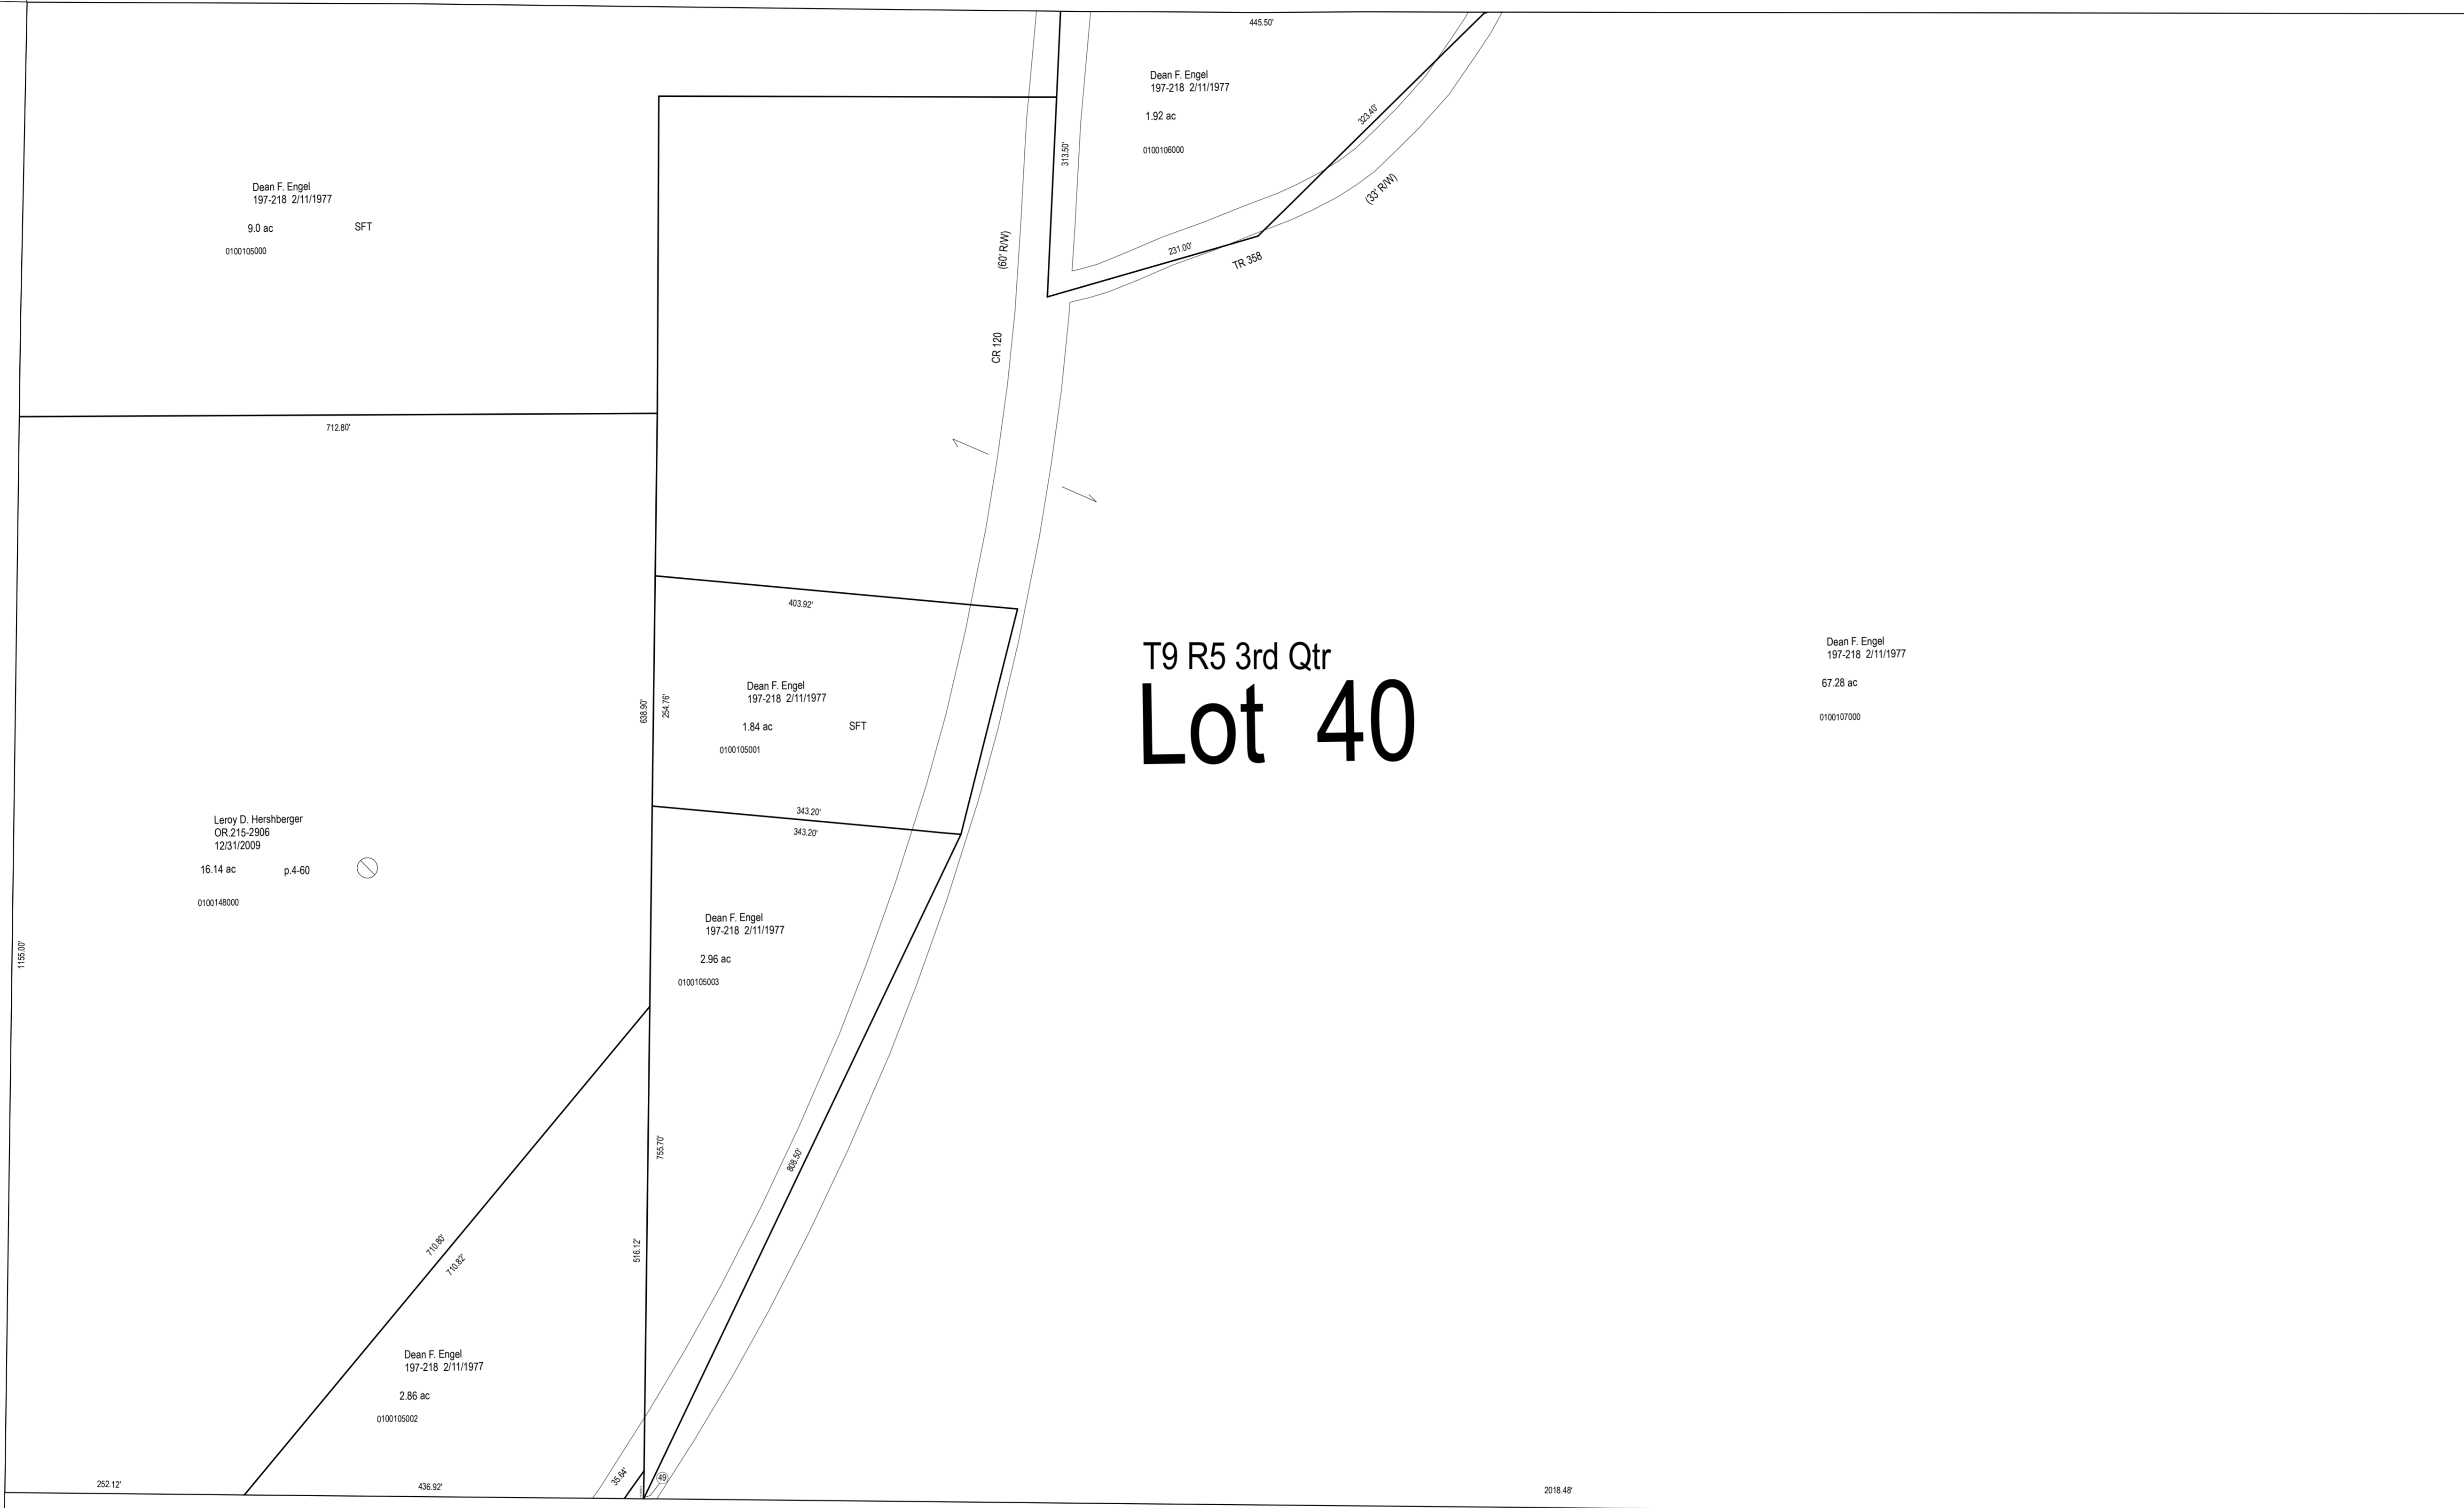 445.50'
Dean F. Engel
197-218 2/11/1977
1.92 ac
0100106000
323.40'
313.50'
(33' R/W)
231.00'
TR 358
(60' R/W)
CR 120
Dean F. Engel
197-218 2/11/1977
9.0 ac SFT
0100105000
712.80'
403.92'
T9 R5 3rd Qtr
Lot 40
Dean F. Engel
197-218 2/11/1977
67.28 ac
0100107000
638.90'
254.76'
Dean F. Engel
197-218 2/11/1977
1.84 ac SFT
0100105001
343.20'
343.20'
Leroy D. Hershberger
OR.215-2906
12/31/2009
16.14 ac p.4-60
0100148000
1155.00'
Dean F. Engel
197-218 2/11/1977
2.96 ac
0100105003
755.70'
808.50'
516.12'
710.80'
710.82'
Dean F. Engel
197-218 2/11/1977
2.86 ac
0100105002
252.12'
436.92'
35.64'
49
2018.48'